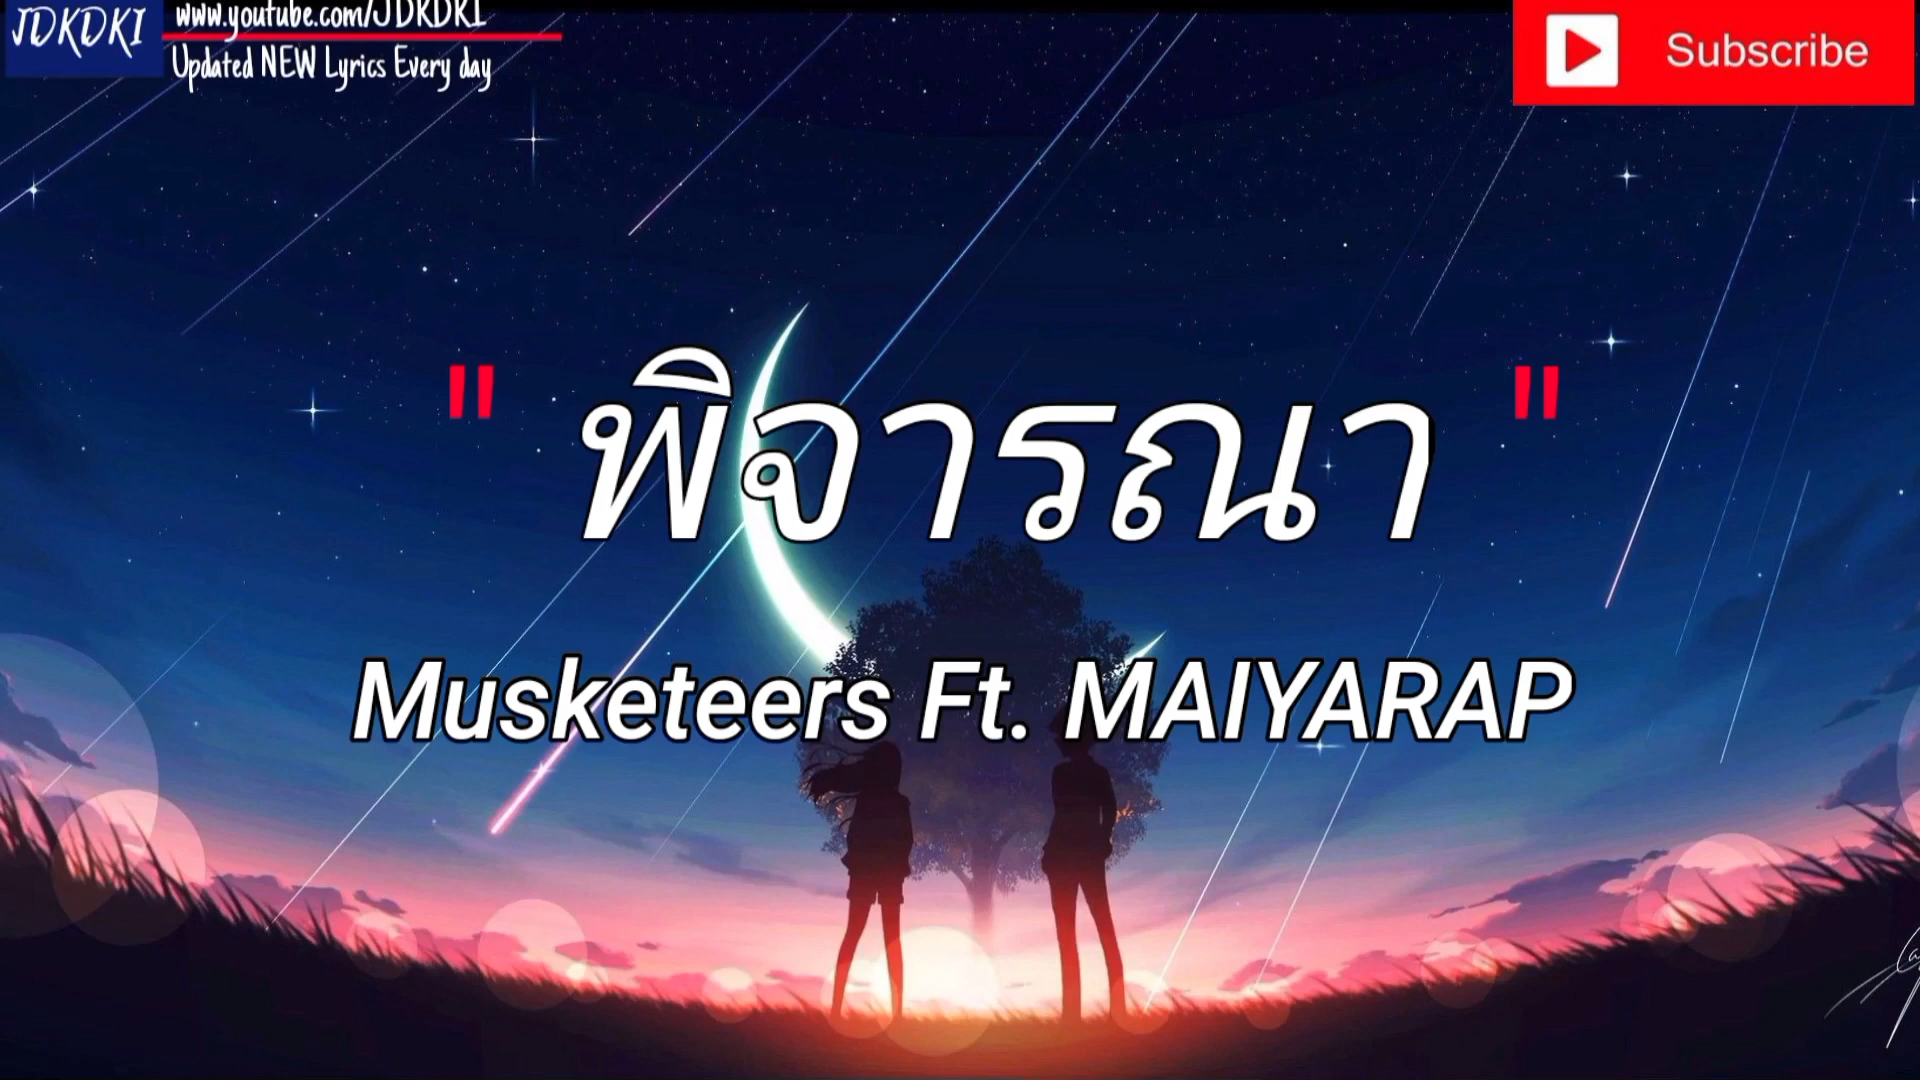 JDKDKI
www.youtube.com/JDKDKI
Updated NEW Lyrics Every day
Subscribe
" พิจารณา "
Musketeers Ft. MAIYARAP